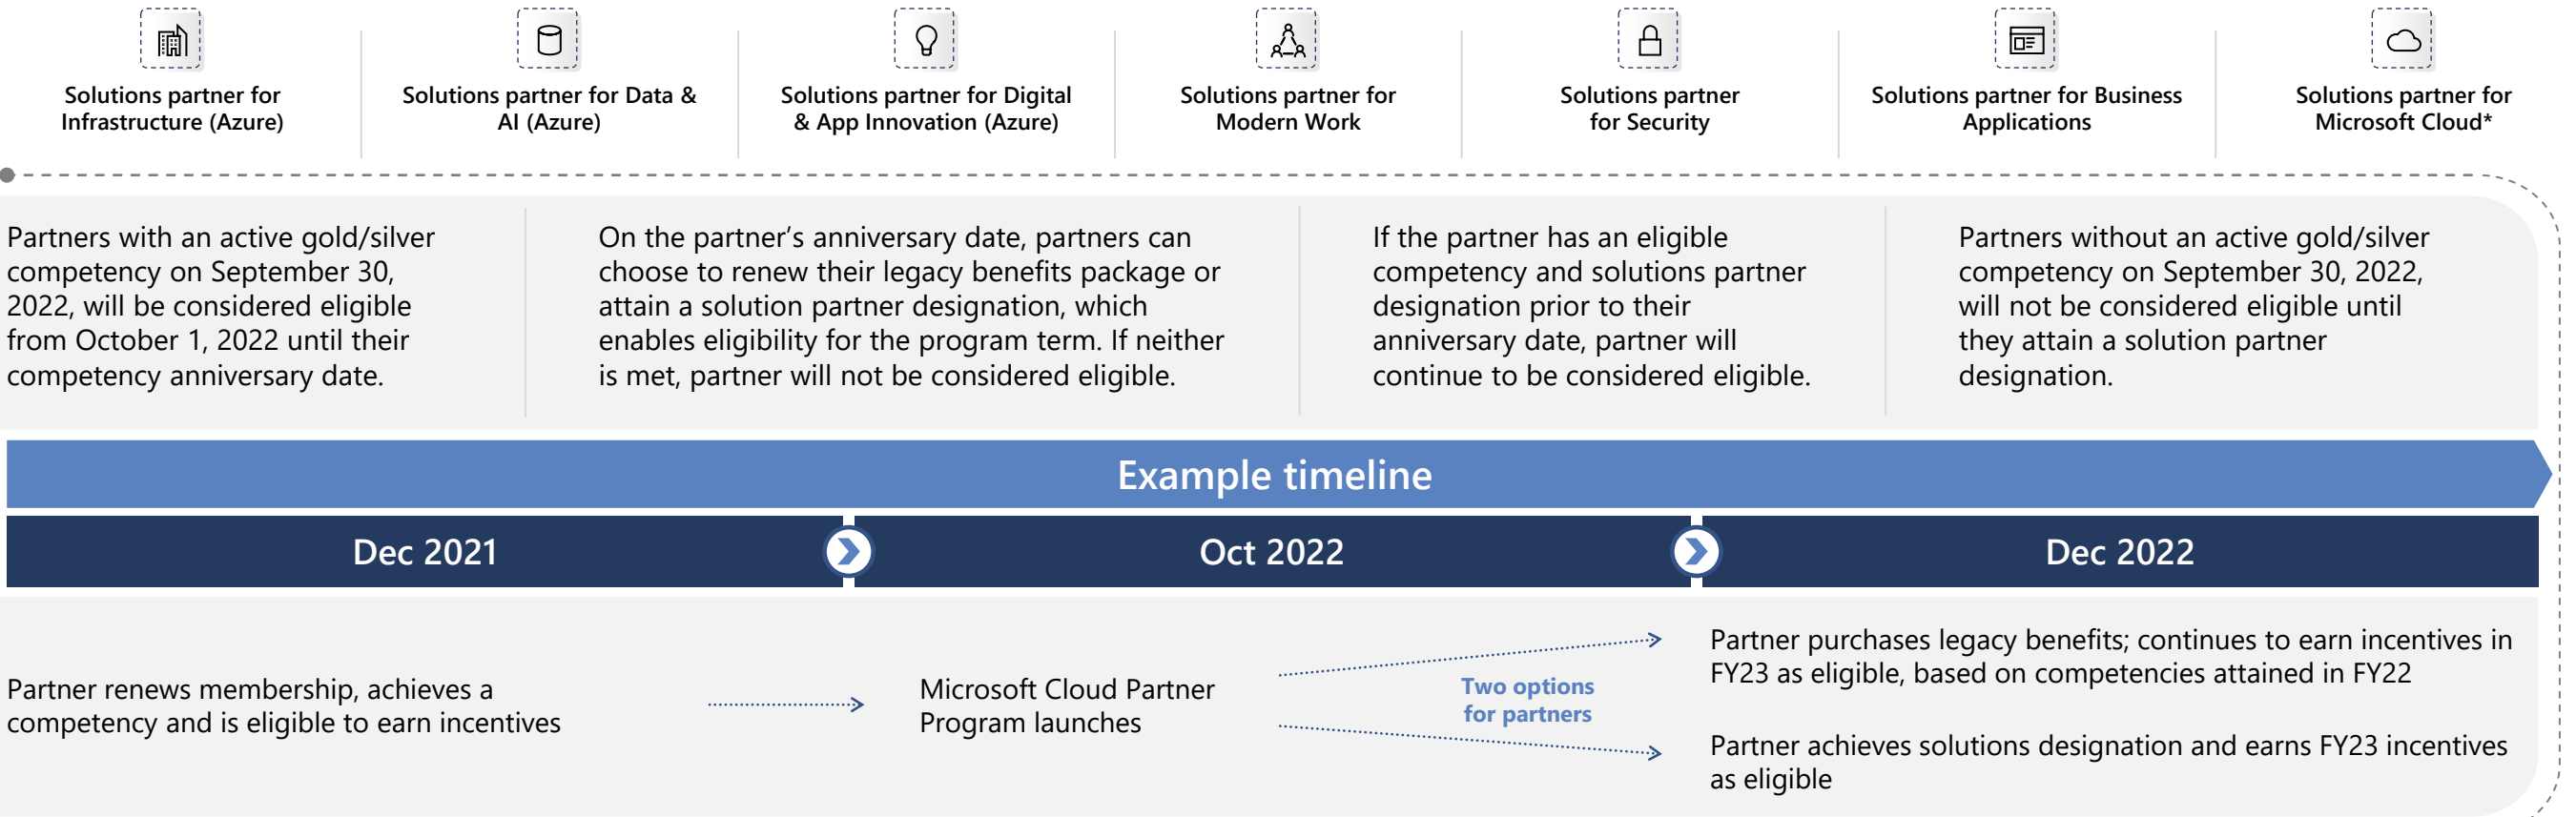 Solutions partner for
Infrastructure (Azure)
Solutions partner for Data &
AI (Azure)
Solutions partner for Digital
& App Innovation (Azure)
Solutions partner for
Modern Work
Solutions partner
for Security
Solutions partner for Business
Applications
Solutions partner for
Microsoft Cloud*
Partners with an active gold/silver
competency on September 30,
2022, will be considered eligible
from October 1, 2022 until their
competency anniversary date.
On the partner’s anniversary date, partners can
choose to renew their legacy benefits package or
attain a solution partner designation, which
enables eligibility for the program term. If neither
is met, partner will not be considered eligible.
If the partner has an eligible
competency and solutions partner
designation prior to their
anniversary date, partner will
continue to be considered eligible.
Partners without an active gold/silver
competency on September 30, 2022,
will not be considered eligible until
they attain a solution partner
designation.
Example timeline
Dec 2021
Oct 2022
Dec 2022
Partner renews membership, achieves a
competency and is eligible to earn incentives
Microsoft Cloud Partner
Program launches
Two options
for partners
Partner purchases legacy benefits; continues to earn incentives in
FY23 as eligible, based on competencies attained in FY22
Partner achieves solutions designation and earns FY23 incentives
as eligible